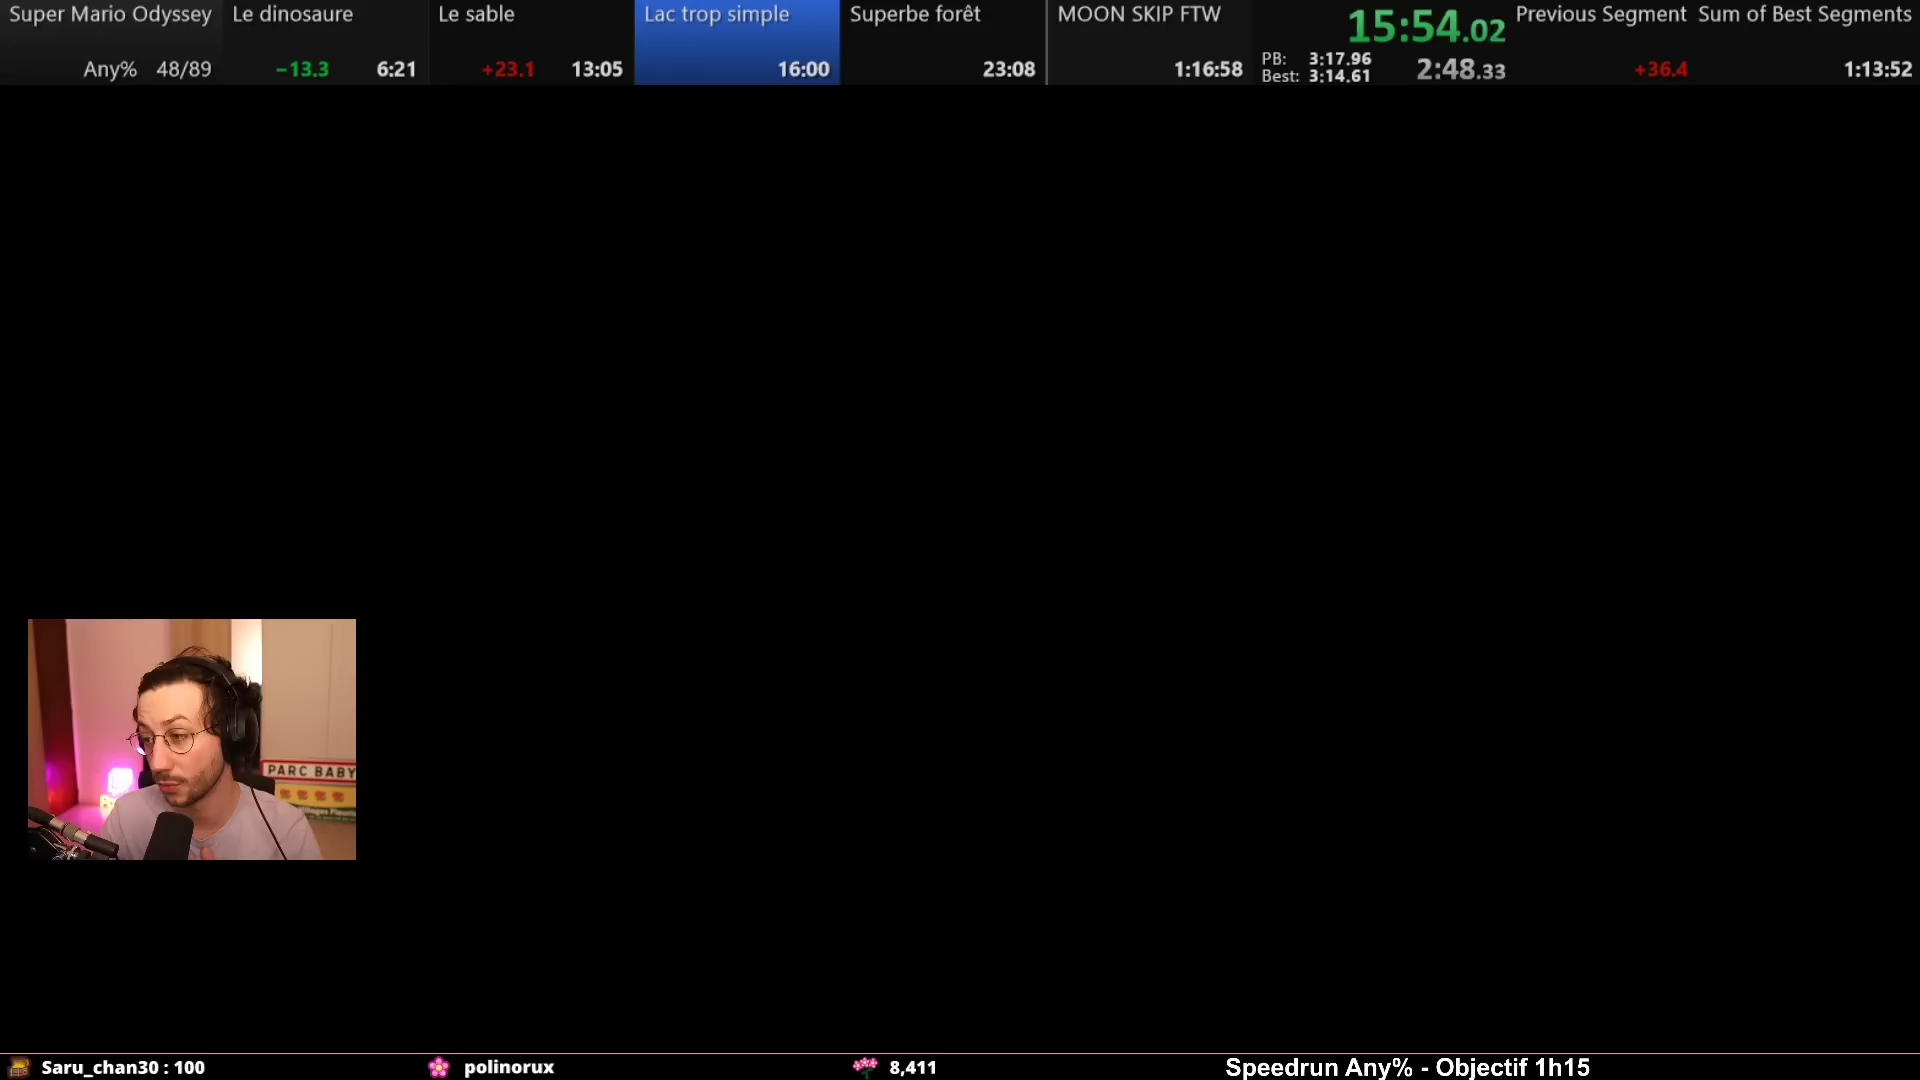 Super Mario Odyssey
Any% 48/89
Le dinosaure
−13.3 6:21
Le sable
+23.1 13:05
Lac trop simple
16:00
Superbe forêt
23:08
MOON SKIP FTW
1:16:58
15:54.02
PB: 3:17.96
Best: 3:14.61
2:48.33
Previous Segment
+36.4
Sum of Best Segments
1:13:52
PARC BABY
Saru_chan30 : 100
polinorux
8,411
Speedrun Any% - Objectif 1h15